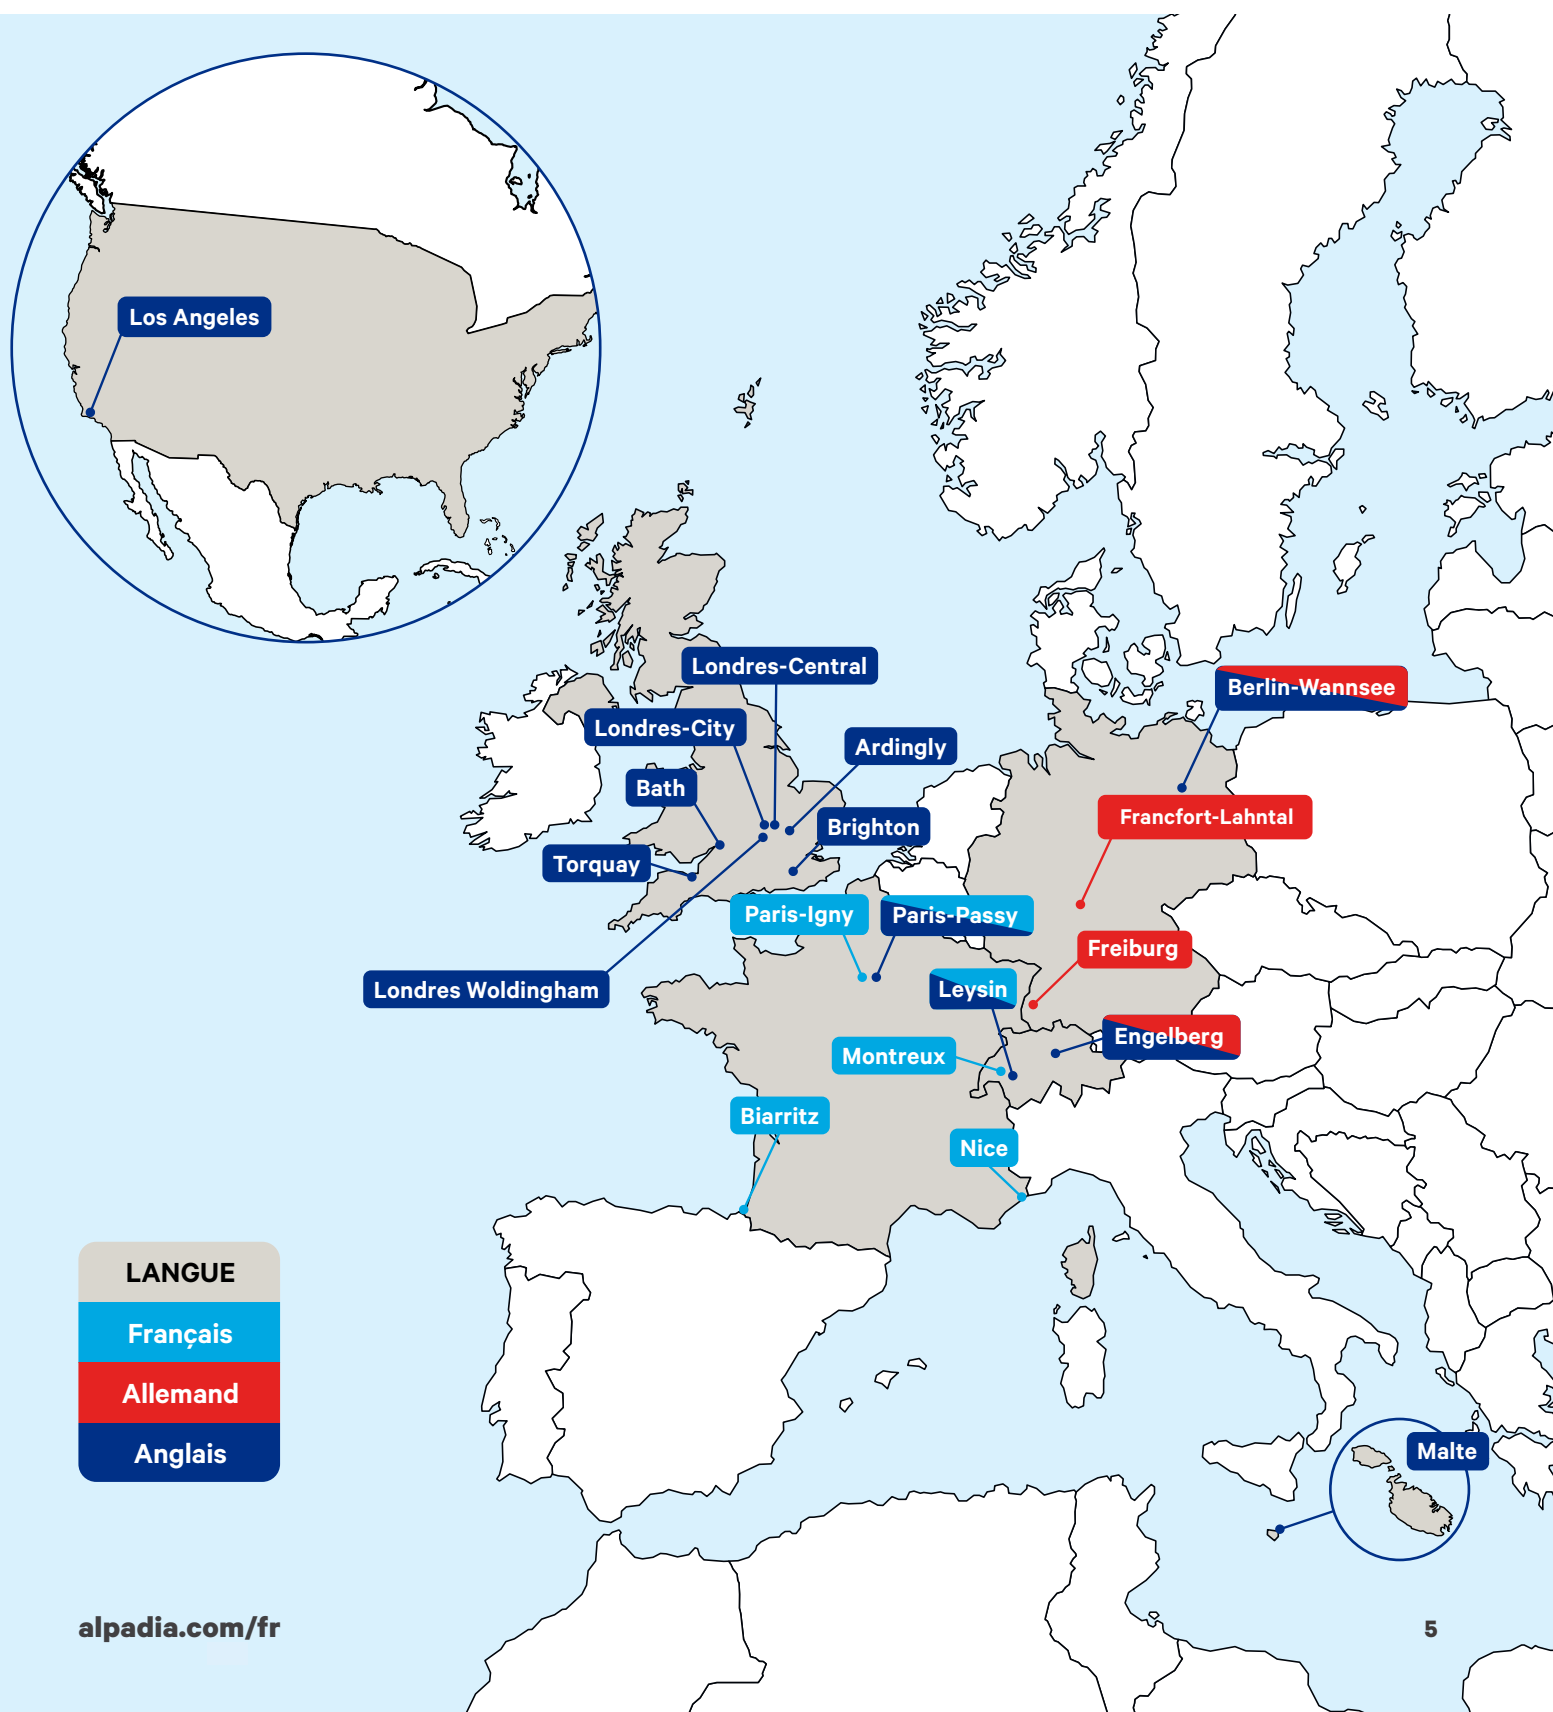 Los Angeles
Londres-Central
Berlin-Wannsee
Londres-City
Ardingly
Bath
Francfort-Lahntal
Brighton
Torquay
Paris-Igny
Paris-Passy
Freiburg
Londres Woldingham
Leysin
Engelberg
Montreux
Biarritz
Nice
LANGUE
Français
Allemand
Anglais
Malte
alpadia.com/fr
5